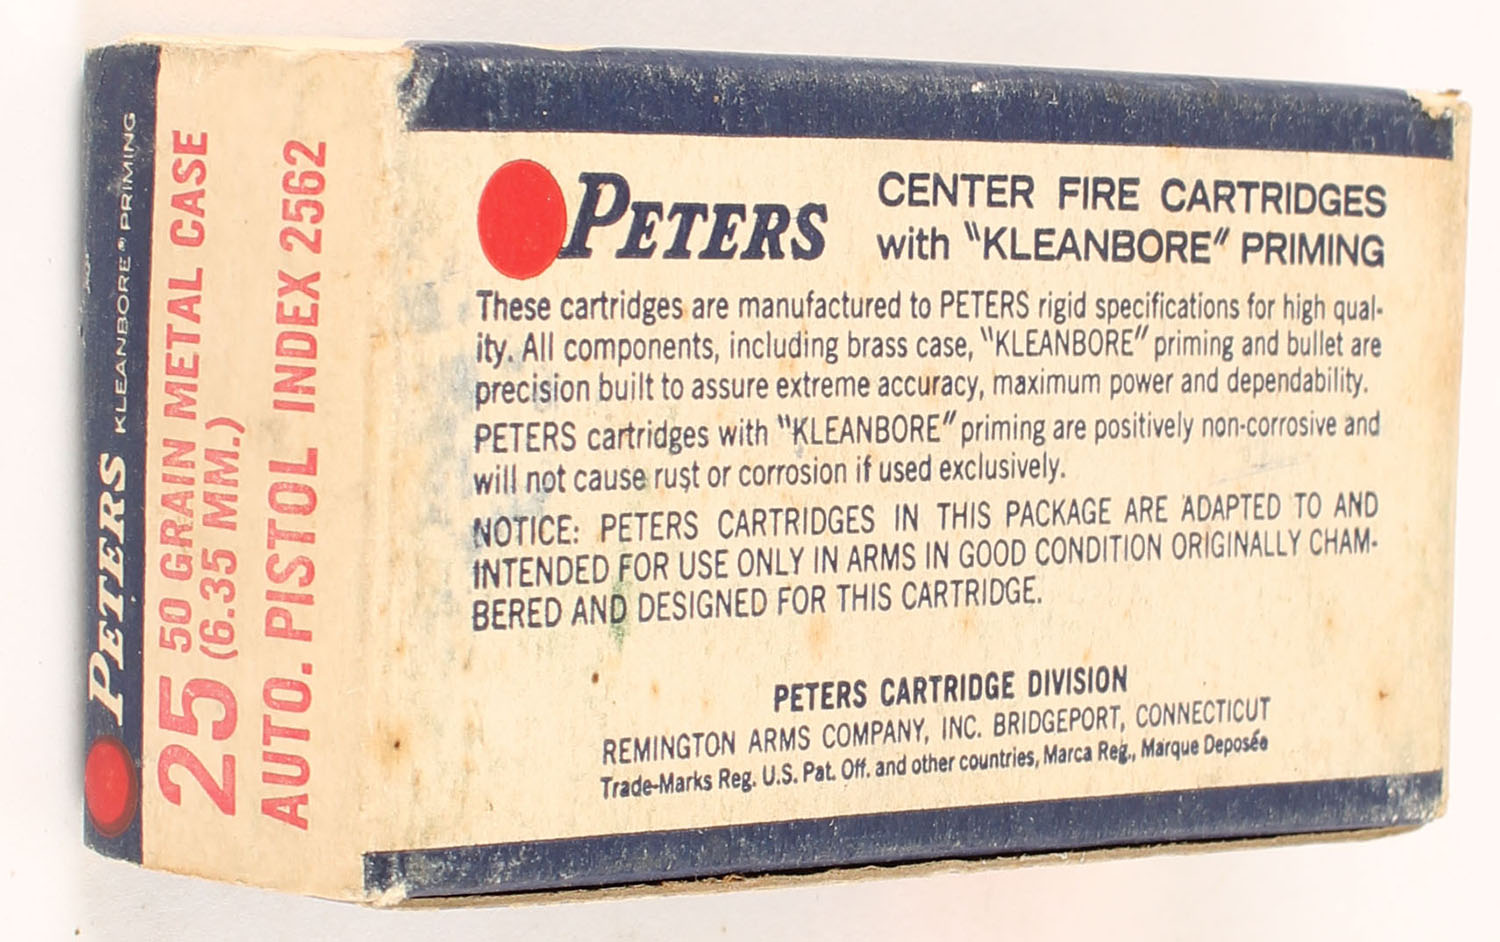 PETERS KLEANBORE® PRIMING
25 50 GRAIN METAL CASE
(6.35 MM.)
AUTO. PISTOL INDEX 2562
PETERS
CENTER FIRE CARTRIDGES
with "KLEANBORE" PRIMING
These cartridges are manufactured to PETERS rigid specifications for high qual-
ity. All components, including brass case, "KLEANBORE" priming and bullet are
precision built to assure extreme accuracy, maximum power and dependability.
PETERS cartridges with "KLEANBORE" priming are positively non-corrosive and
will not cause rust or corrosion if used exclusively.
NOTICE: PETERS CARTRIDGES IN THIS PACKAGE ARE ADAPTED TO AND
INTENDED FOR USE ONLY IN ARMS IN GOOD CONDITION ORIGINALLY CHAM-
BERED AND DESIGNED FOR THIS CARTRIDGE.
PETERS CARTRIDGE DIVISION
REMINGTON ARMS COMPANY, INC. BRIDGEPORT, CONNECTICUT
Trade-Marks Reg. U.S. Pat. Off. and other countries, Marca Reg., Marque Deposée